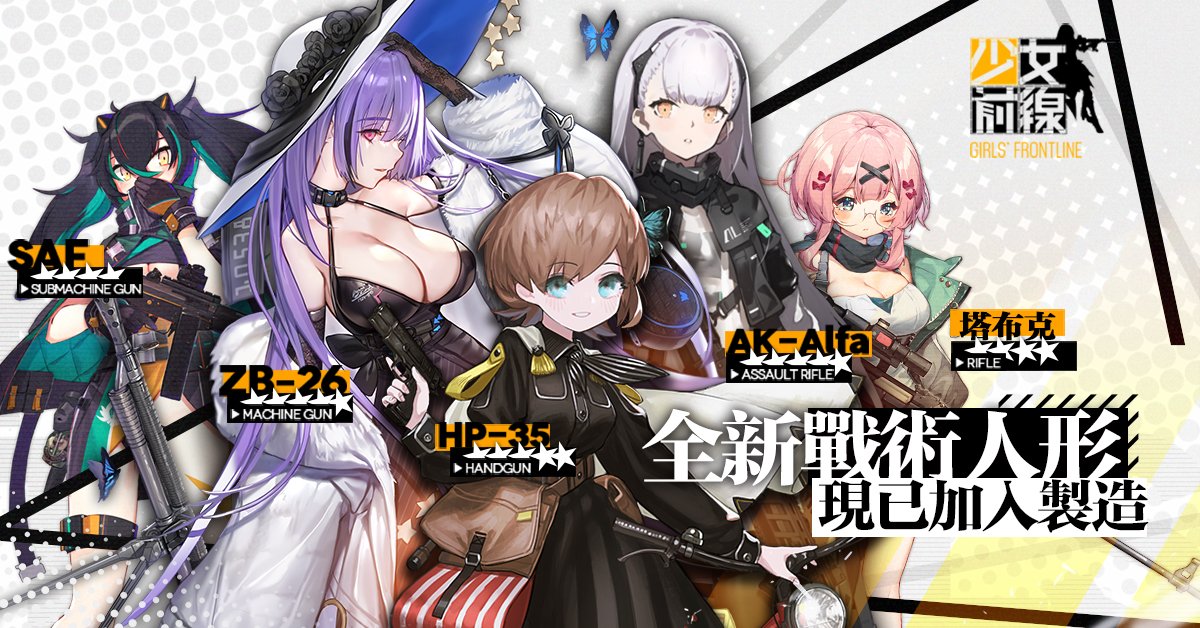 少女
前線
GIRLS' FRONTLINE
SAF
SUBMACHINE GUN
ZB-26
MACHINE GUN
HP-35
HANDGUN
AK-Alfa
ASSAULT RIFLE
塔布克
RIFLE
全新戰術人形
現已加入製造